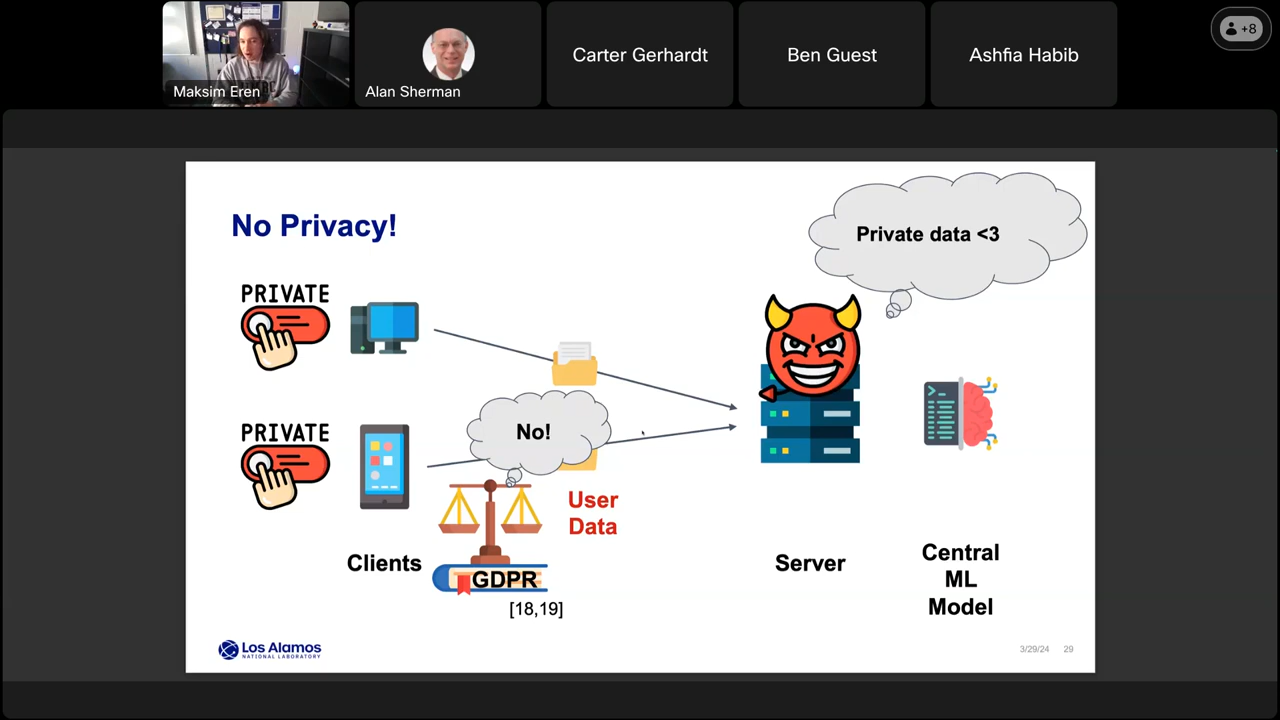 Maksim Eren
Alan Sherman
Carter Gerhardt
Ben Guest
Ashfia Habib
+8
No Privacy!
Private data <3
PRIVATE
PRIVATE
No!
User
Data
Clients
GDPR
[18,19]
Server
Central
ML
Model
Los Alamos
NATIONAL LABORATORY
3/29/24
29